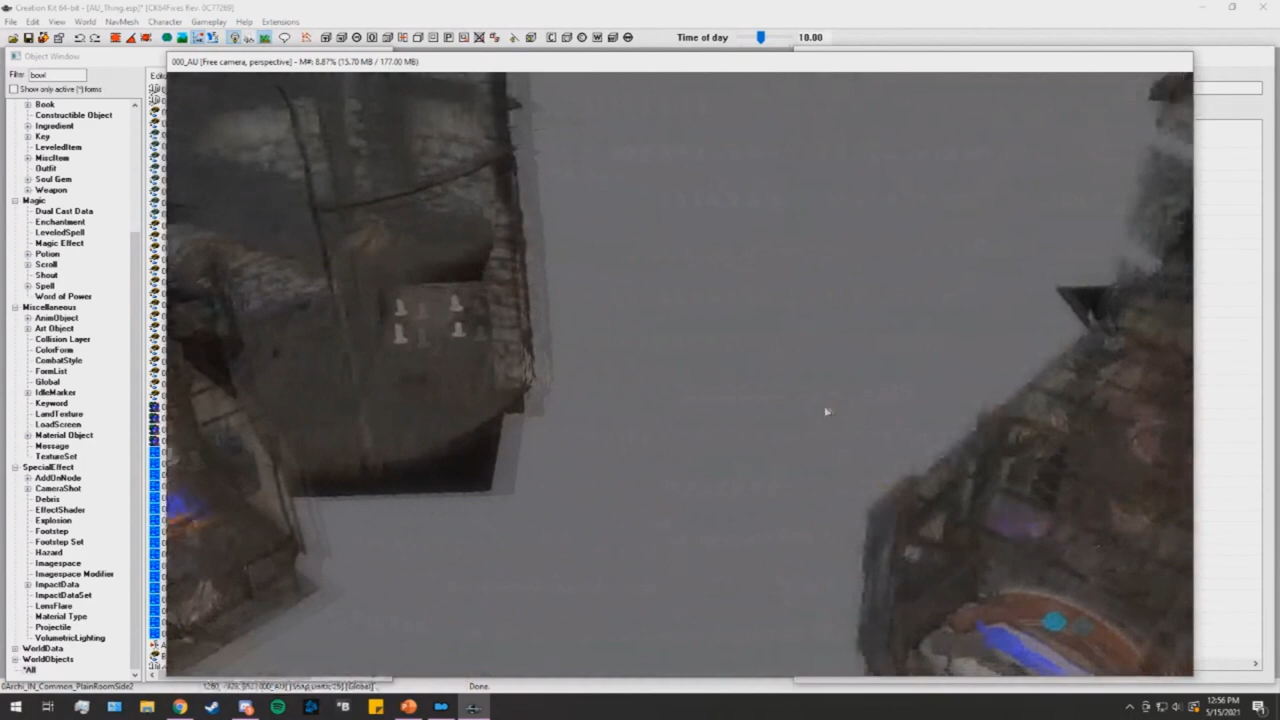 Creation Kit 64-bit - [AU_Thing.esp]* [CK64Fixes Rev. 0C77269]
File Edit View World NavMesh Character Gameplay Help Extensions
Time of day 10.00
Object Window
000_AU [Free camera, perspective] - M#: 8.87% (15.70 MB / 177.00 MB)
Filter bowl
Show only active (*) forms
Book
Constructible Object
Ingredient
Key
LeveledItem
MiscItem
Outfit
Soul Gem
Weapon
Magic
Dual Cast Data
Enchantment
LeveledSpell
Magic Effect
Potion
Scroll
Shout
Spell
Word of Power
Miscellaneous
AnimObject
Art Object
Collision Layer
ColorForm
CombatStyle
FormList
Global
IdleMarker
Keyword
LandTexture
LoadScreen
Material Object
Message
TextureSet
SpecialEffect
AddOnNode
CameraShot
Debris
EffectShader
Explosion
Footstep
Footstep Set
Hazard
Imagespace
Imagespace Modifier
ImpactData
ImpactDataSet
LensFlare
Material Type
Projectile
VolumetricLighting
WorldData
WorldObjects
*All
0Archi_IN_Common_PlainRoomSide2
Done.
12:56 PM
5/15/2021